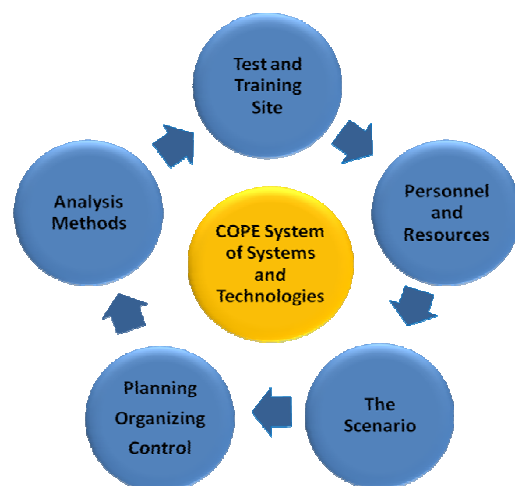 Test and
Training
Site
Personnel
and
Resources
The
Scenario
Planning
Organizing
Control
Analysis
Methods
COPE System
of Systems
and
Technologies